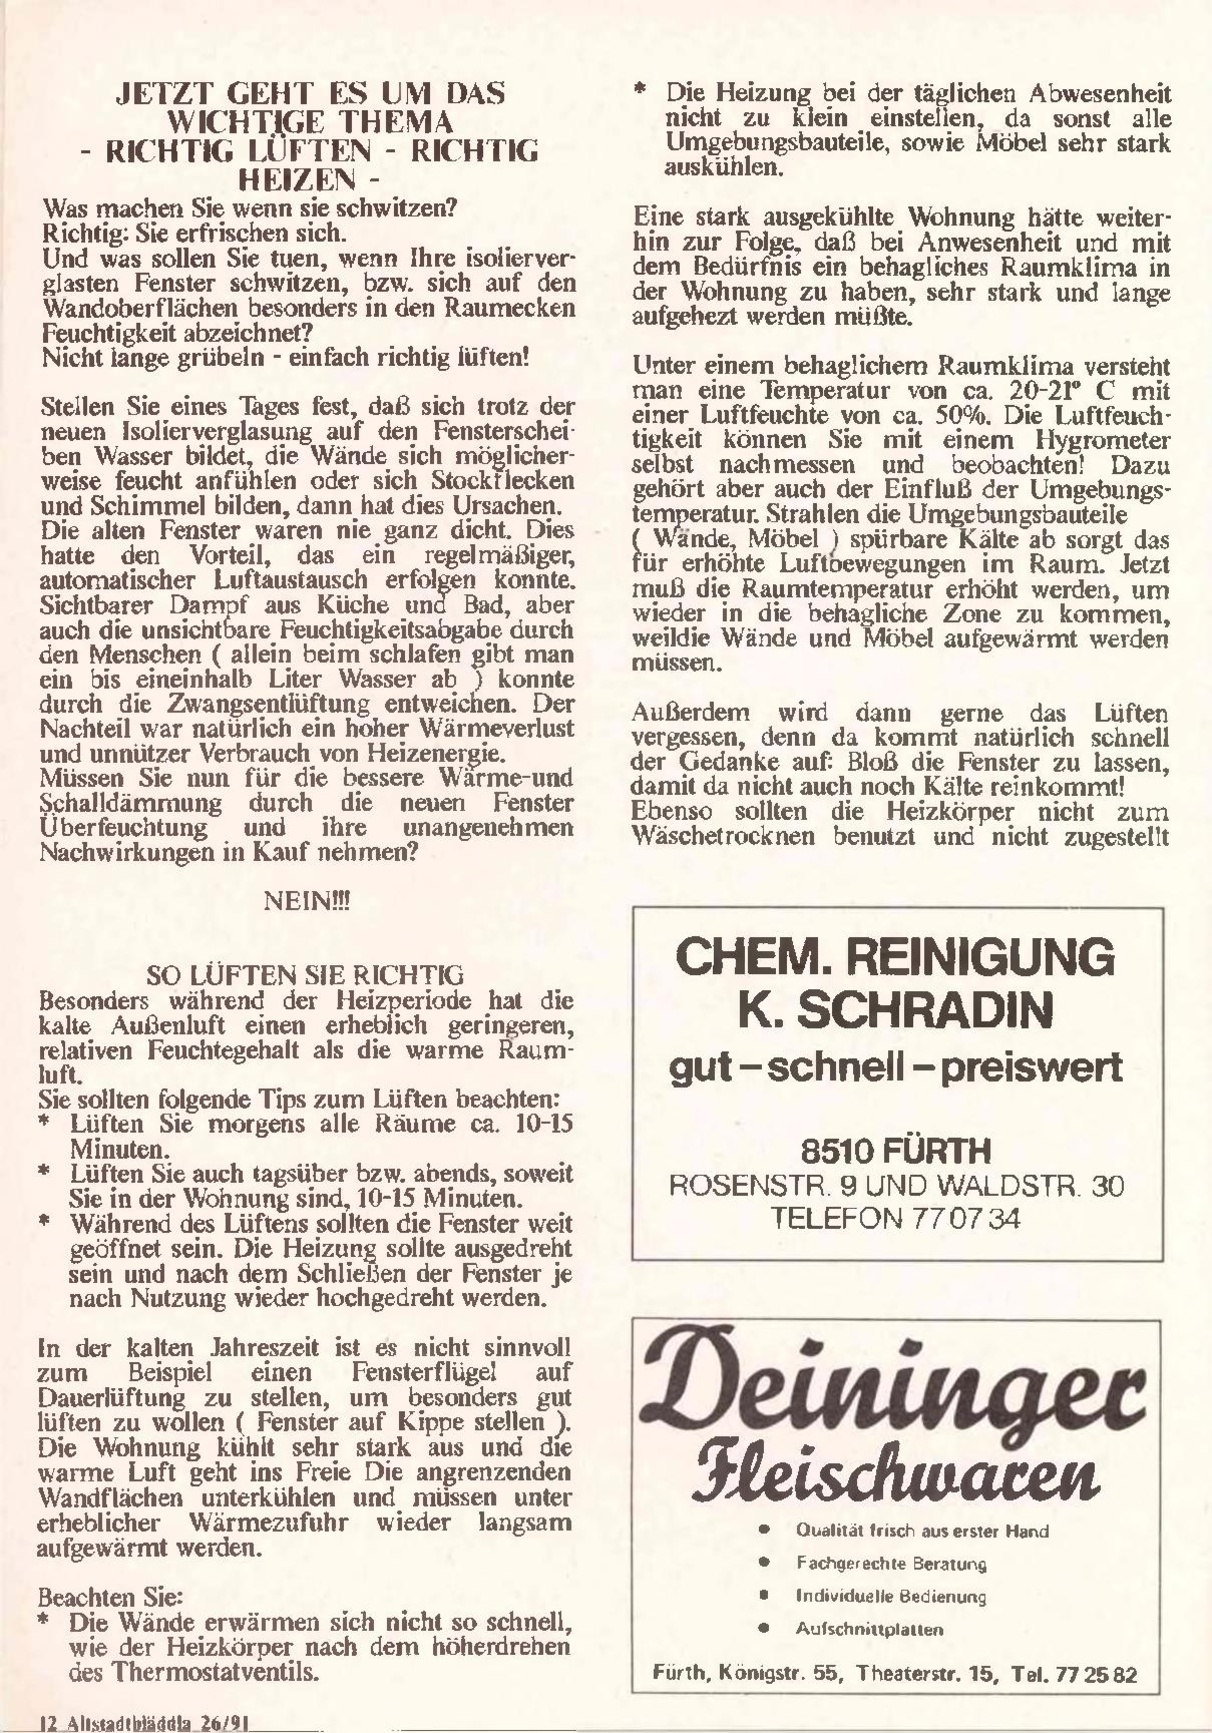 JETZT GEHT ES UM DAS
WICHTIGE THEMA
- RICHTIG LÜFTEN - RICHTIG
HEIZEN -
Was machen Sie wenn sie schwitzen?
Richtig: Sie erfrischen sich.
Und was sollen Sie tuen, wenn Ihre isolierver-
glasten Fenster schwitzen, bzw. sich auf den
Wandoberflächen besonders in den Raumecken
Feuchtigkeit abzeichnet?
Nicht lange grübeln - einfach richtig lüften!
Stellen Sie eines Tages fest, daß sich trotz der
neuen Isolierverglasung auf den Fensterschei-
ben Wasser bildet, die Wände sich möglicher-
weise feucht anfühlen oder sich Stockflecken
und Schimmel bilden, dann hat dies Ursachen.
Die alten Fenster waren nie ganz dicht. Dies
hatte den Vorteil, das ein regelmäßiger,
automatischer Luftaustausch erfolgen konnte.
Sichtbarer Dampf aus Küche und Bad, aber
auch die unsichtbare Feuchtigkeitsabgabe durch
den Menschen ( allein beim schlafen gibt man
ein bis eineinhalb Liter Wasser ab ) konnte
durch die Zwangsentlüftung entweichen. Der
Nachteil war natürlich ein hoher Wärmeverlust
und unnützer Verbrauch von Heizenergie.
Müssen Sie nun für die bessere Wärme-und
Schalldämmung durch die neuen Fenster
Überfeuchtung und ihre unangenehmen
Nachwirkungen in Kauf nehmen?
NEIN!!!
SO LÜFTEN SIE RICHTIG
Besonders während der Heizperiode hat die
kalte Außenluft einen erheblich geringeren,
relativen Feuchtegehalt als die warme Raum-
luft.
Sie sollten folgende Tips zum Lüften beachten:
* Lüften Sie morgens alle Räume ca. 10-15
Minuten.
* Lüften Sie auch tagsüber bzw. abends, soweit
Sie in der Wohnung sind, 10-15 Minuten.
* Während des Lüftens sollten die Fenster weit
geöffnet sein. Die Heizung sollte ausgedreht
sein und nach dem Schließen der Fenster je
nach Nutzung wieder hochgedreht werden.
In der kalten Jahreszeit ist es nicht sinnvoll
zum Beispiel einen Fensterflügel auf
Dauerlüftung zu stellen, um besonders gut
lüften zu wollen ( Fenster auf Kippe stellen ).
Die Wohnung kühlt sehr stark aus und die
warme Luft geht ins Freie Die angrenzenden
Wandflächen unterkühlen und müssen unter
erheblicher Wärmezufuhr wieder langsam
aufgewärmt werden.
Beachten Sie:
* Die Wände erwärmen sich nicht so schnell,
wie der Heizkörper nach dem höherdrehen
des Thermostatventils.
* Die Heizung bei der täglichen Abwesenheit
nicht zu klein einstellen, da sonst alle
Umgebungsbauteile, sowie Möbel sehr stark
auskühlen.
Eine stark ausgekühlte Wohnung hätte weiter-
hin zur Folge, daß bei Anwesenheit und mit
dem Bedürfnis ein behagliches Raumklima in
der Wohnung zu haben, sehr stark und lange
aufgehezt werden müßte.
Unter einem behaglichem Raumklima versteht
man eine Temperatur von ca. 20-21° C mit
einer Luftfeuchte von ca. 50%. Die Luftfeuch-
tigkeit können Sie mit einem Hygrometer
selbst nachmessen und beobachten! Dazu
gehört aber auch der Einfluß der Umgebungs-
temperatur. Strahlen die Umgebungsbauteile
( Wände, Möbel ) spürbare Kälte ab sorgt das
für erhöhte Luftbewegungen im Raum. Jetzt
muß die Raumtemperatur erhöht werden, um
wieder in die behagliche Zone zu kommen,
weildie Wände und Möbel aufgewärmt werden
müssen.
Außerdem wird dann gerne das Lüften
vergessen, denn da kommt natürlich schnell
der Gedanke auf: Bloß die Fenster zu lassen,
damit da nicht auch noch Kälte reinkommt!
Ebenso sollten die Heizkörper nicht zum
Wäschetrocknen benutzt und nicht zugestellt
CHEM. REINIGUNG
K. SCHRADIN
gut – schnell – preiswert
8510 FÜRTH
ROSENSTR. 9 UND WALDSTR. 30
TELEFON 77 07 34
Deininger
Fleischwaren
• Qualität frisch aus erster Hand
• Fachgerechte Beratung
• Individuelle Bedienung
• Aufschnittplatten
Fürth, Königstr. 55, Theaterstr. 15, Tel. 77 25 82
12 Altstadtbläddla 26/91